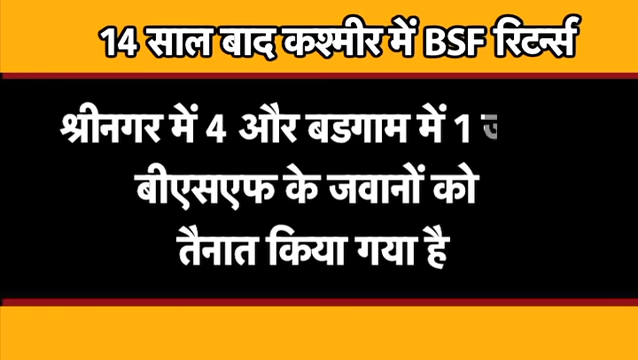 14 साल बाद कश्मीर में BSF रिटर्न्स
श्रीनगर में 4 और बडगाम में 1
बीएसएफ के जवानों को
तैनात किया गया है